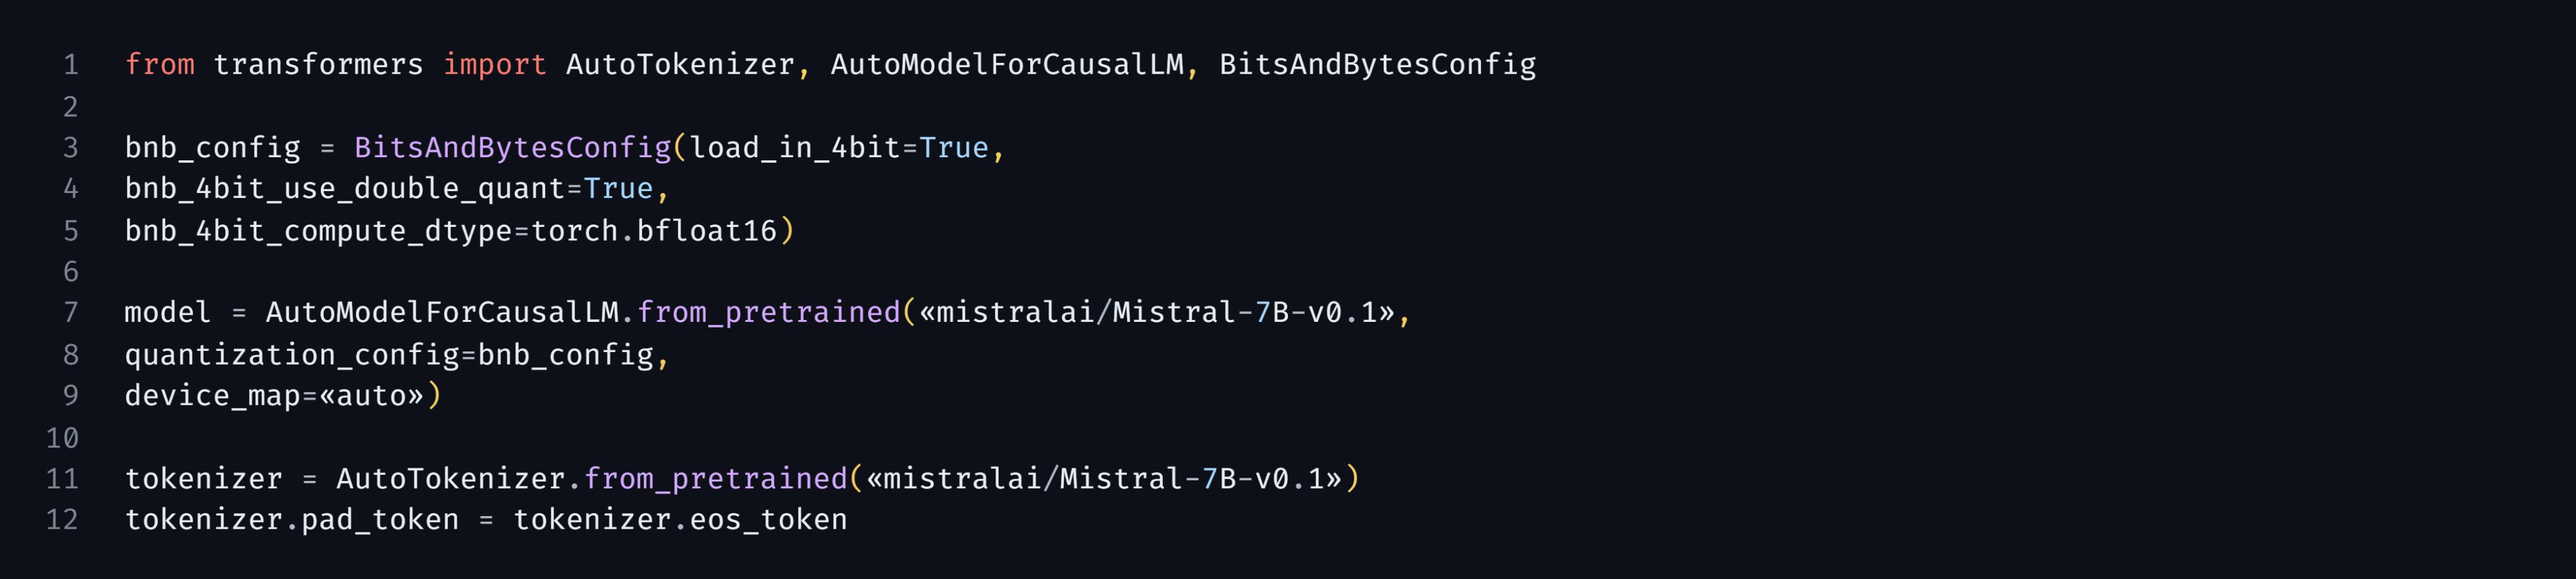 1 from transformers import AutoTokenizer, AutoModelForCausalLM, BitsAndBytesConfig
2
3 bnb_config = BitsAndBytesConfig(load_in_4bit=True,
4 bnb_4bit_use_double_quant=True,
5 bnb_4bit_compute_dtype=torch.bfloat16)
6
7 model = AutoModelForCausalLM.from_pretrained(«mistralai/Mistral-7B-v0.1»,
8 quantization_config=bnb_config,
9 device_map=«auto»)
10
11 tokenizer = AutoTokenizer.from_pretrained(«mistralai/Mistral-7B-v0.1»)
12 tokenizer.pad_token = tokenizer.eos_token